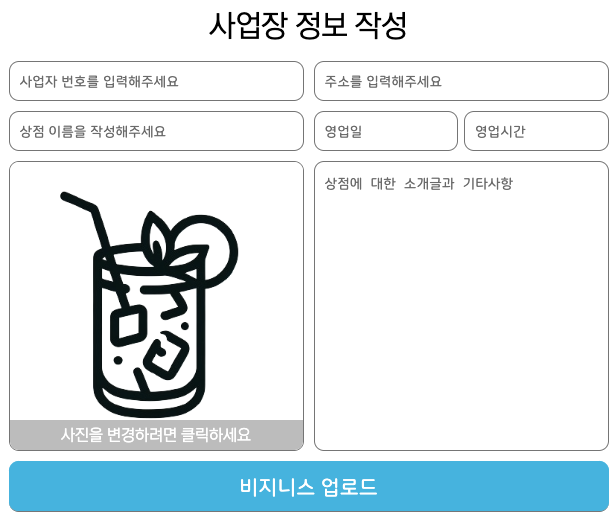 사업장 정보 작성
사업자 번호를 입력해주세요
주소를 입력해주세요
상점 이름을 작성해주세요
영업일
영업시간
상점에 대한 소개글과 기타사항
사진을 변경하려면 클릭하세요
비지니스 업로드